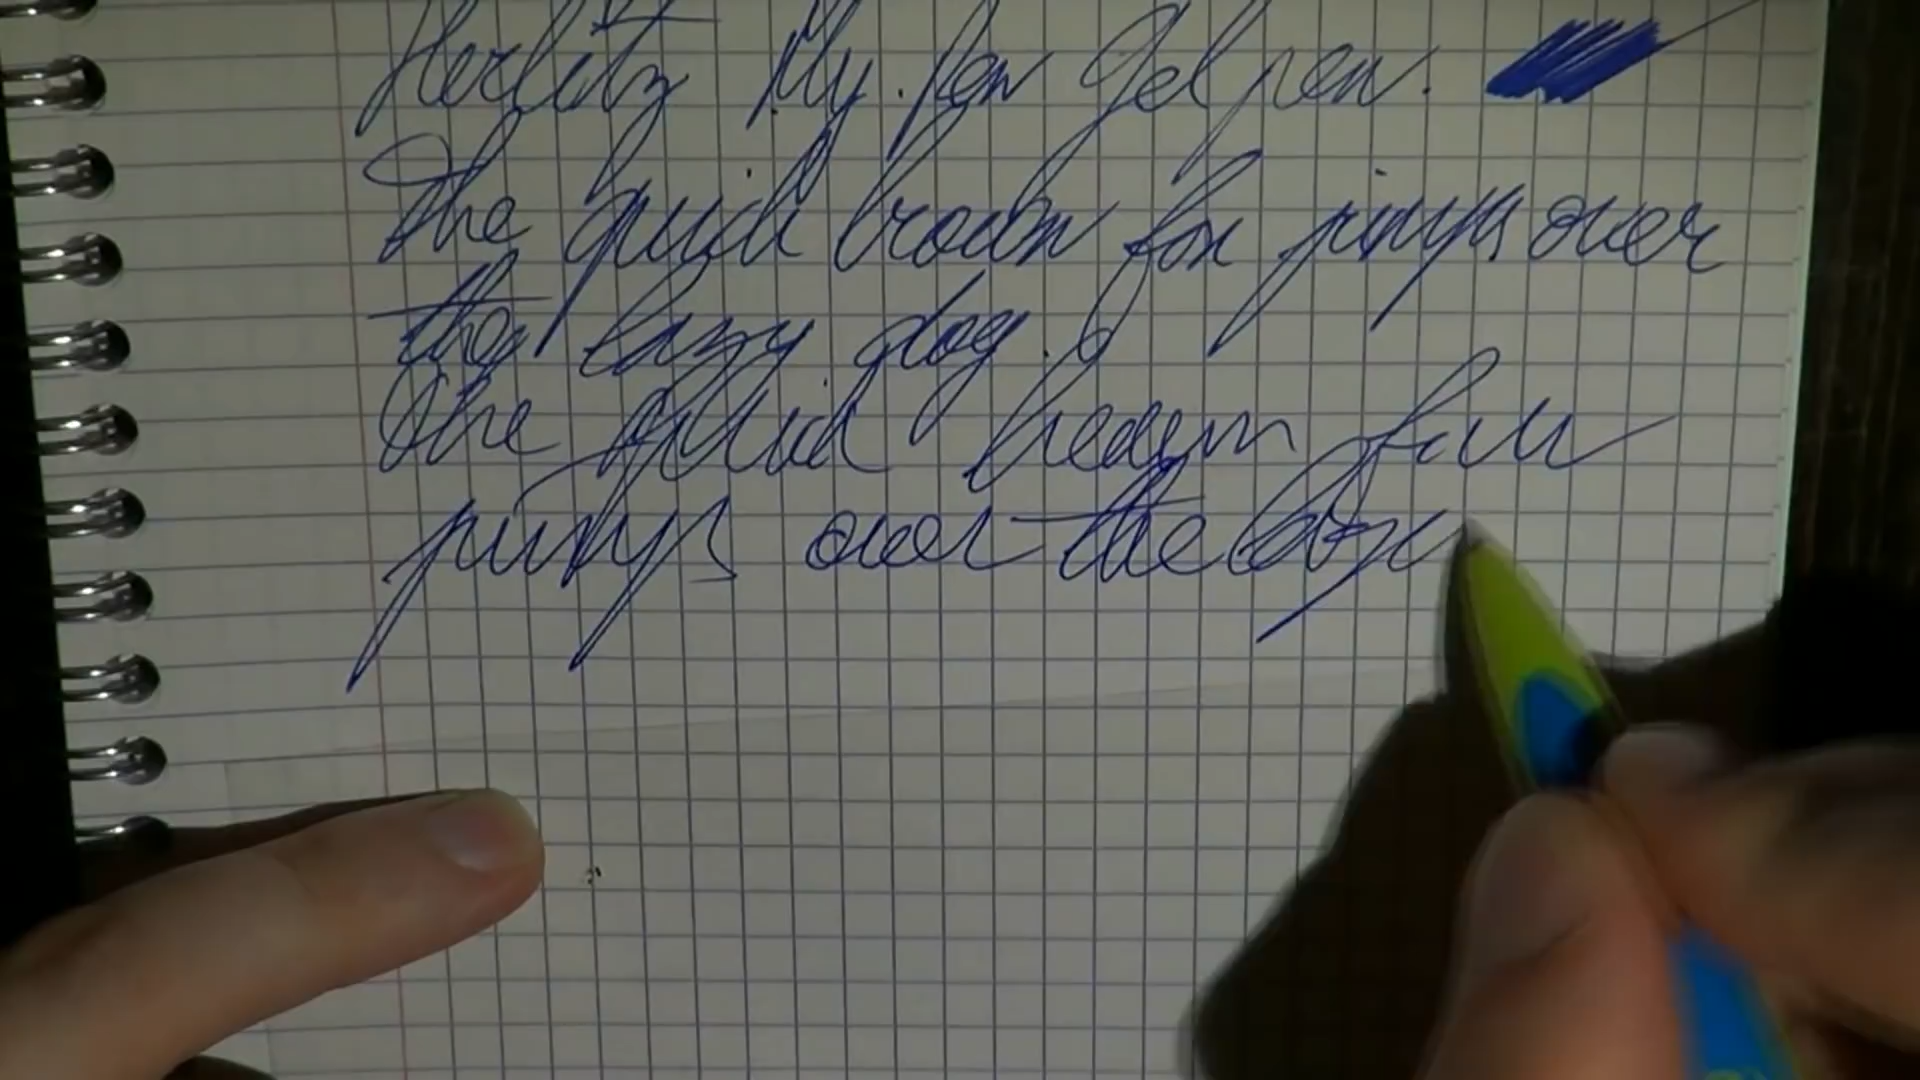 Herlitz My. Pen Gel pen.
The quick brown fox jumps over
the lazy dog.
The quick brown fox
jumps over the lazy